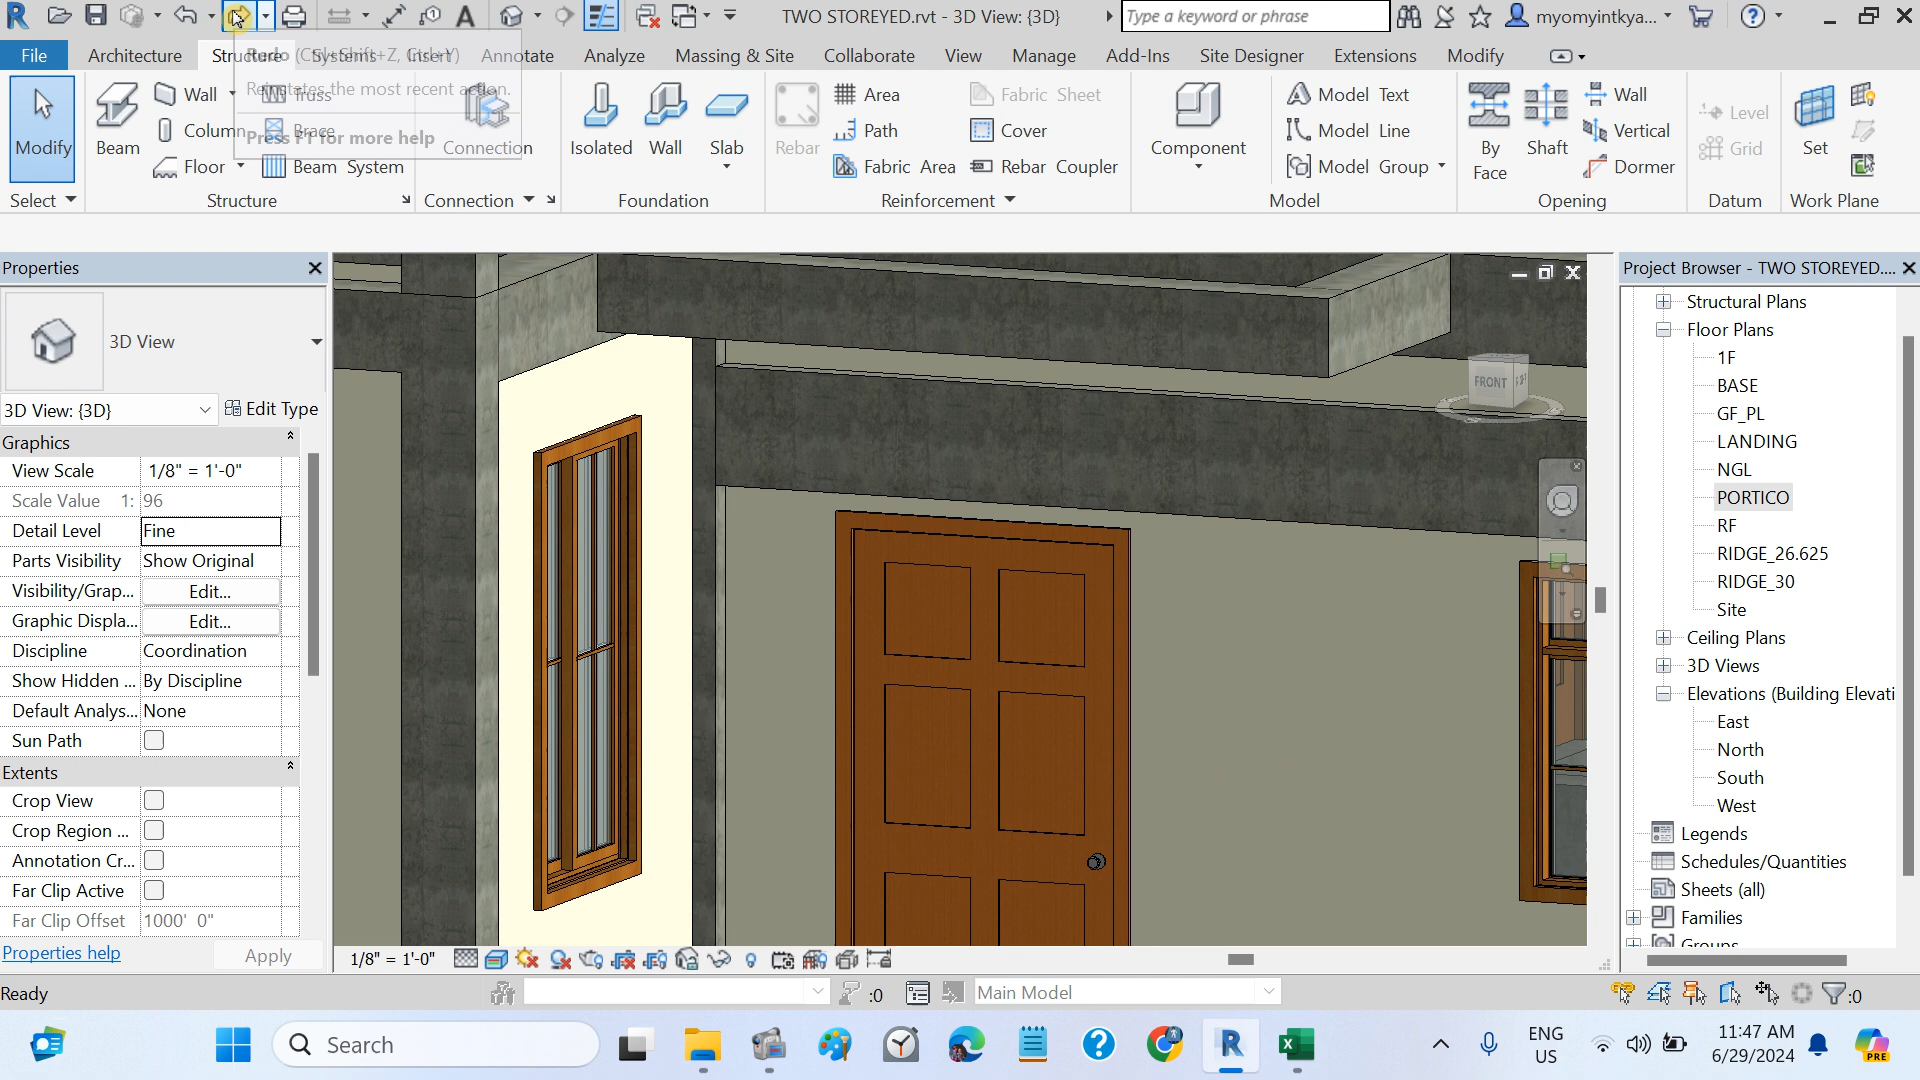 TWO STOREYED.rvt - 3D View: {3D}
Type a keyword or phrase
myomyintkya...
File
Architecture
Structure
Systems
Insert
Annotate
Analyze
Massing & Site
Collaborate
View
Manage
Add-Ins
Site Designer
Extensions
Modify
Redo (Ctrl+Shift+Z, Ctrl+Y)
Reinstates the most recent action.
Press F1 for more help
Modify
Beam
Wall
Column
Floor
Truss
Brace
Beam System
Connection
Isolated
Wall
Slab
Rebar
Area
Path
Fabric Area
Fabric Sheet
Cover
Rebar Coupler
Component
Model Text
Model Line
Model Group
By Face
Shaft
Wall
Vertical
Dormer
Level
Grid
Set
Select
Structure
Connection
Foundation
Reinforcement
Model
Opening
Datum
Work Plane
Properties
3D View
3D View: {3D}
Edit Type
Graphics
View Scale 1/8" = 1'-0"
Scale Value 1: 96
Detail Level Fine
Parts Visibility Show Original
Visibility/Grap... Edit...
Graphic Displa... Edit...
Discipline Coordination
Show Hidden ... By Discipline
Default Analys... None
Sun Path
Extents
Crop View
Crop Region ...
Annotation Cr...
Far Clip Active
Far Clip Offset 1000' 0"
Properties help
Apply
FRONT
1/8" = 1'-0"
Project Browser - TWO STOREYED....
Structural Plans
Floor Plans
1F
BASE
GF_PL
LANDING
NGL
PORTICO
RF
RIDGE_26.625
RIDGE_30
Site
Ceiling Plans
3D Views
Elevations (Building Elevati
East
North
South
West
Legends
Schedules/Quantities
Sheets (all)
Families
Groups
Ready
:0
Main Model
:0
Search
ENG
US
11:47 AM
6/29/2024
PRE